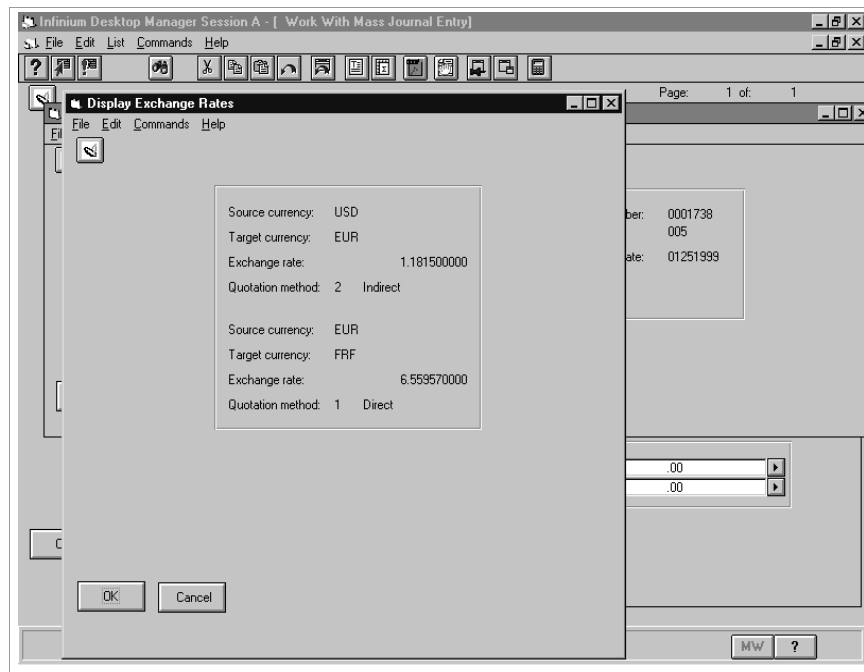 Infinium Desktop Manager Session A - [ Work With Mass Journal Entry]
File Edit List Commands Help
Page: 1 of: 1
Display Exchange Rates
File Edit Commands Help
Source currency: USD
Target currency: EUR
Exchange rate: 1.181500000
Quotation method: 2 Indirect
Source currency: EUR
Target currency: FRF
Exchange rate: 6.559570000
Quotation method: 1 Direct
ber: 0001738
005
ate: 01251999
.00
.00
OK Cancel
MW ?